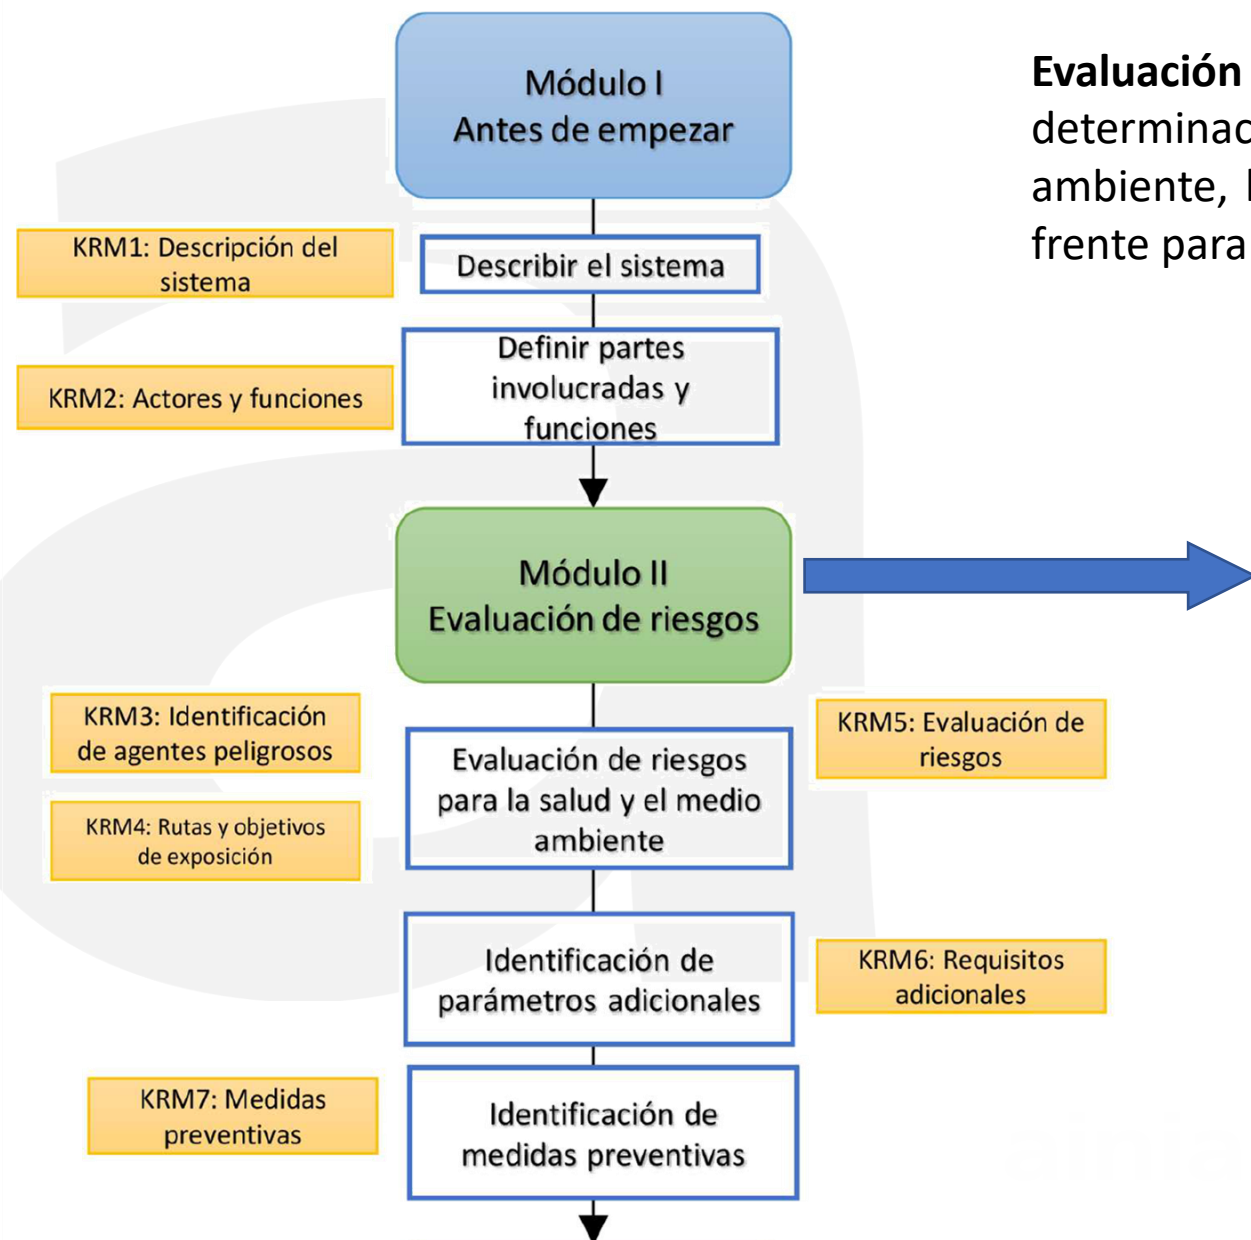 Módulo I
Antes de empezar
Evaluación
determinac
ambiente,
frente para
KRM1: Descripción del
sistema
Describir el sistema
KRM2: Actores y funciones
Definir partes
involucradas y
funciones
Módulo II
Evaluación de riesgos
KRM3: Identificación
de agentes peligrosos
KRM4: Rutas y objetivos
de exposición
Evaluación de riesgos
para la salud y el medio
ambiente
KRM5: Evaluación de
riesgos
Identificación de
parámetros adicionales
KRM6: Requisitos
adicionales
KRM7: Medidas
preventivas
Identificación de
medidas preventivas